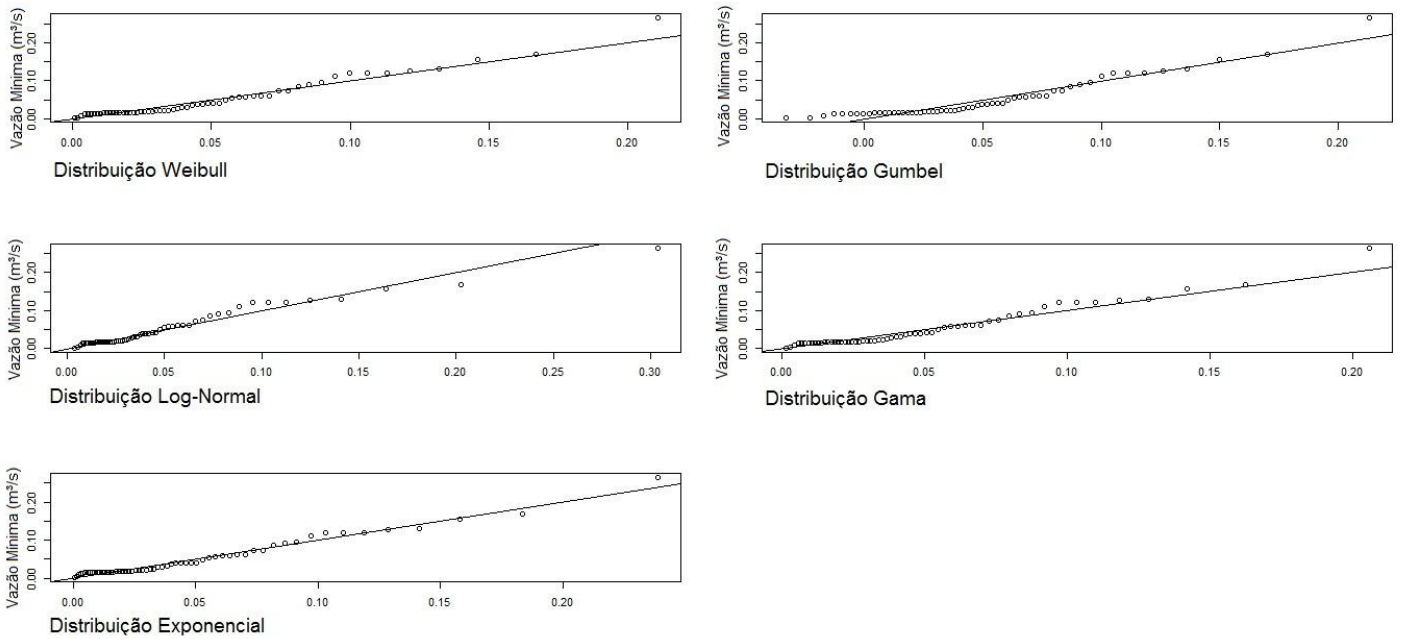 Vazão Mínima (m³/s)
0.00 0.10 0.20
0.00 0.05 0.10 0.15 0.20
Distribuição Weibull
Vazão Mínima (m³/s)
0.00 0.10 0.20
0.00 0.05 0.10 0.15 0.20
Distribuição Gumbel
Vazão Mínima (m³/s)
0.00 0.10 0.20
0.00 0.05 0.10 0.15 0.20 0.25 0.30
Distribuição Log-Normal
Vazão Mínima (m³/s)
0.00 0.10 0.20
0.00 0.05 0.10 0.15 0.20
Distribuição Gama
Vazão Mínima (m³/s)
0.00 0.10 0.20
0.00 0.05 0.10 0.15 0.20
Distribuição Exponencial